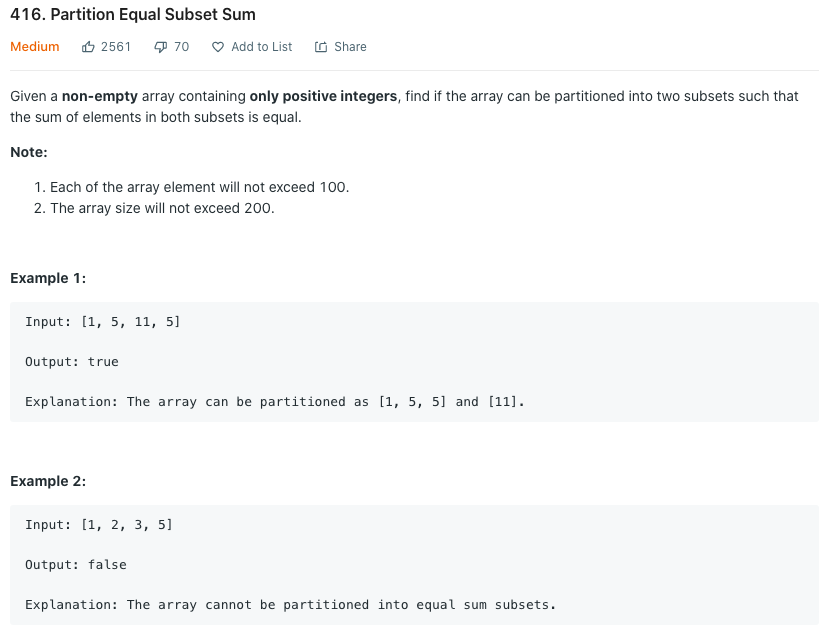 416. Partition Equal Subset Sum
Medium 2561 70 Add to List Share
Given a non-empty array containing only positive integers, find if the array can be partitioned into two subsets such that
the sum of elements in both subsets is equal.
Note:
1. Each of the array element will not exceed 100.
2. The array size will not exceed 200.
Example 1:
Input: [1, 5, 11, 5]
Output: true
Explanation: The array can be partitioned as [1, 5, 5] and [11].
Example 2:
Input: [1, 2, 3, 5]
Output: false
Explanation: The array cannot be partitioned into equal sum subsets.